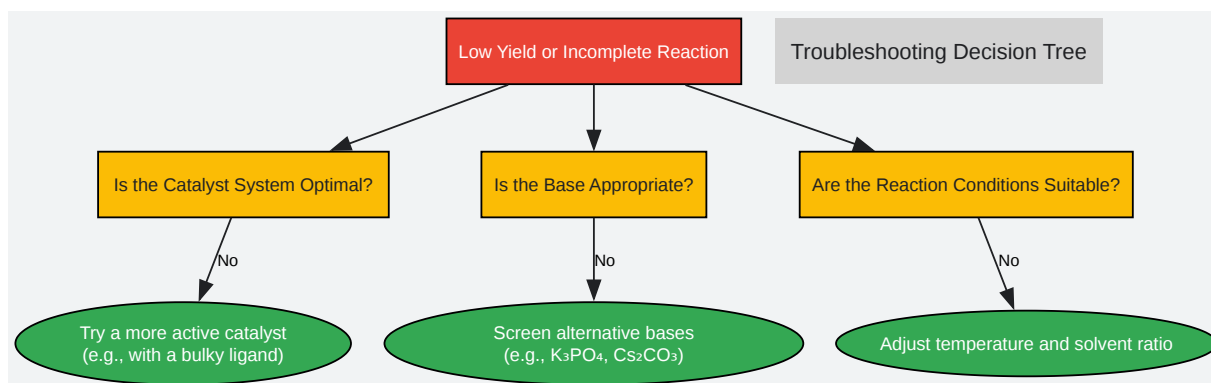 Low Yield or Incomplete Reaction
Troubleshooting Decision Tree
Is the Catalyst System Optimal?
Is the Base Appropriate?
Are the Reaction Conditions Suitable?
No
No
No
Try a more active catalyst
(e.g., with a bulky ligand)
Screen alternative bases
(e.g., K₃PO₄, Cs₂CO₃)
Adjust temperature and solvent ratio